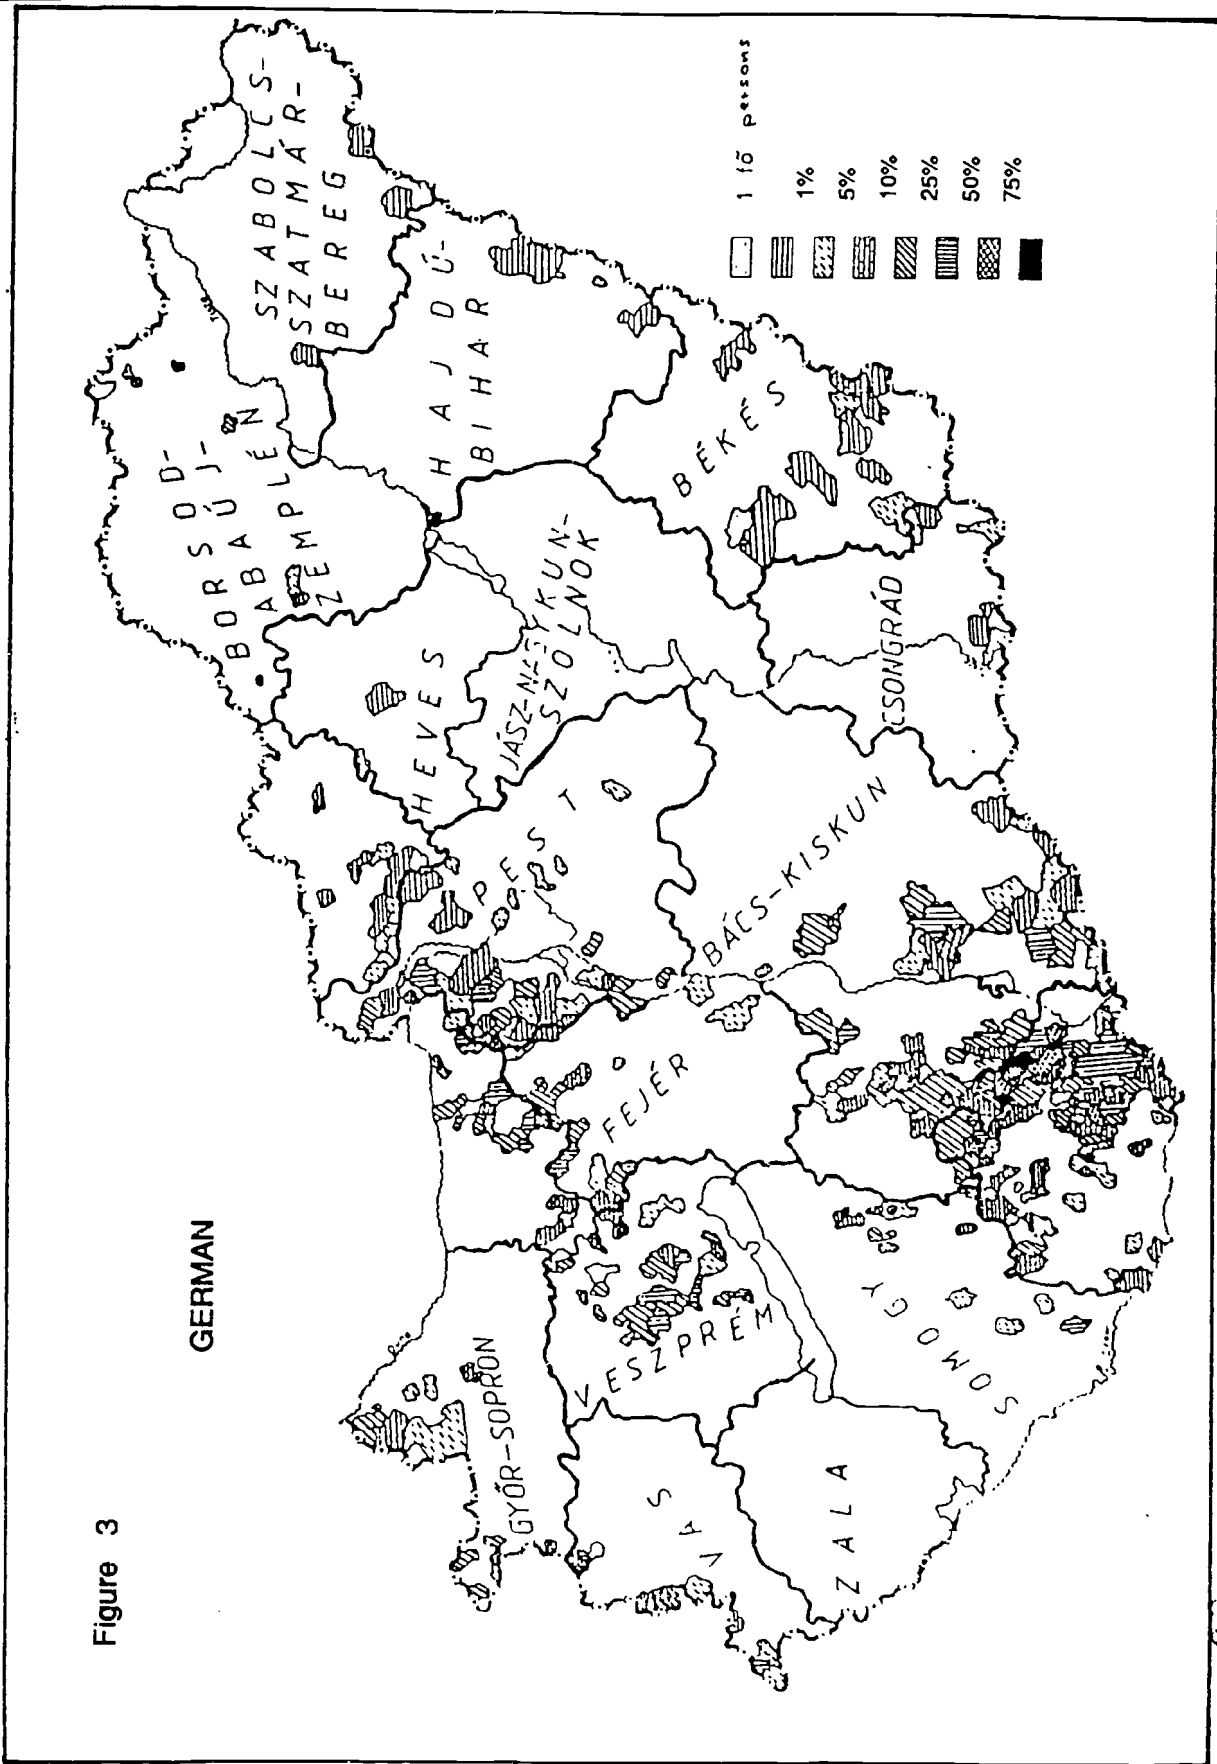 Figure 3
GERMAN
GYŐR-SOPRON
VAS
ZALA
VESZPRÉM
SOMOGY
FEJÉR
PEST
BÁCS-KISKUN
HEVES
JÁSZ-NAGYKUN-
SZOLNOK
CSONGRÁD
BÉKÉS
BORSOD-
ABAÚJ-
ZEMPLÉN
HAJDÚ-
BIHAR
SZABOLCS-
SZATMÁR-
BEREG
1 fő persons
1%
5%
10%
25%
50%
75%